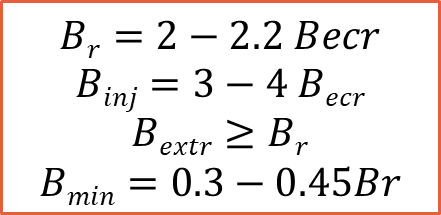 B_r = 2 − 2.2 Becr
B_inj = 3 − 4 B_ecr
B_extr ≥ B_r
B_min = 0.3 − 0.45Br